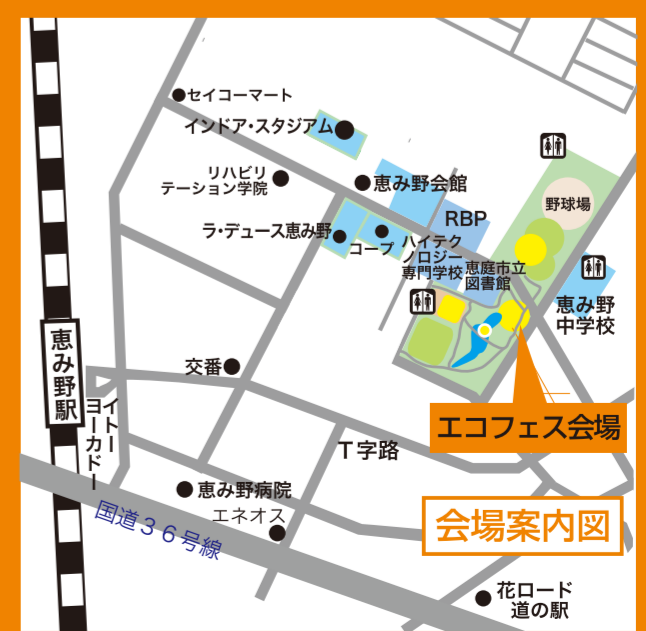 セイコーマート
インドア・スタジアム
リハビリ
テーション学院
恵み野会館
野球場
RBP
ラ・デュース恵み野
コープ
ハイテク
ノロジー
専門学校
恵庭市立
図書館
恵み野
中学校
恵み野駅
交番
イトー
ヨーカドー
エコフェス会場
T字路
恵み野病院
エネオス
国道36号線
会場案内図
花ロード
道の駅